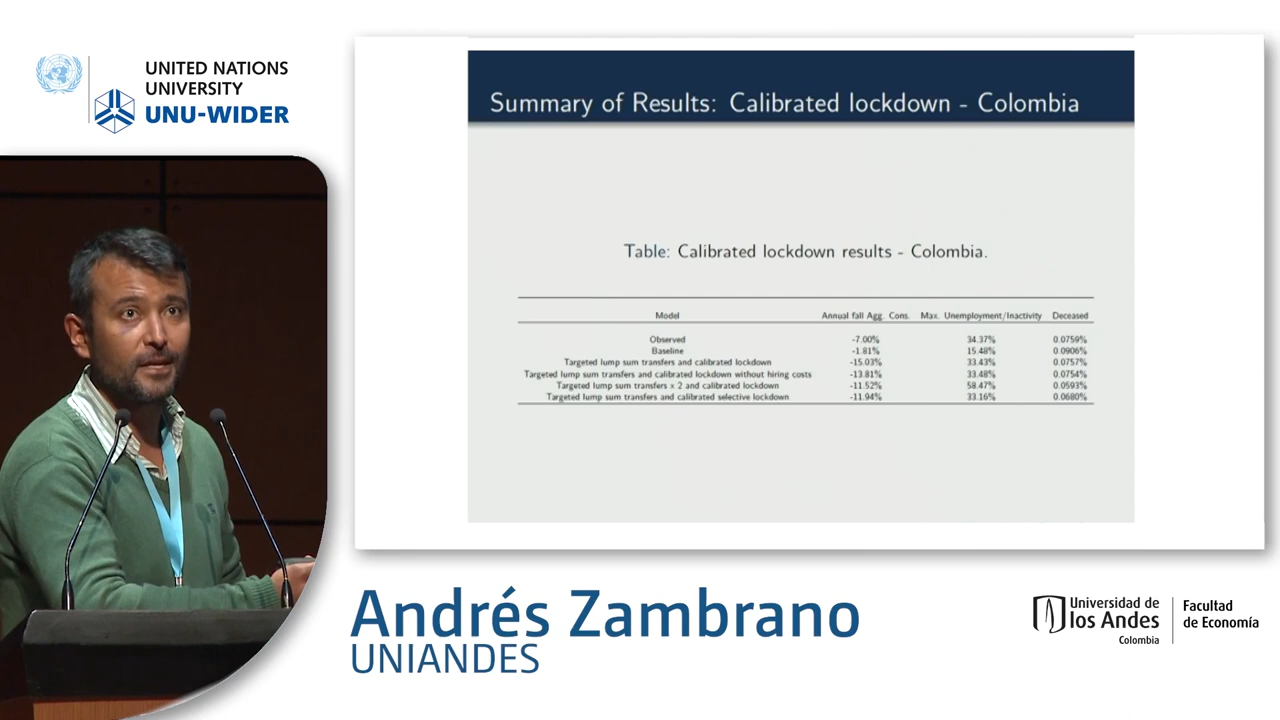 UNITED NATIONS
UNIVERSITY
UNU-WIDER
Summary of Results: Calibrated lockdown - Colombia
Table: Calibrated lockdown results - Colombia.
Model Annual fall Agg. Cons. Max. Unemployment/Inactivity Deceased
Observed -7.00% 34.37% 0.0759%
Baseline -1.81% 15.48% 0.0906%
Targeted lump sum transfers and calibrated lockdown -15.03% 33.43% 0.0757%
Targeted lump sum transfers and calibrated lockdown without hiring costs -13.81% 33.48% 0.0754%
Targeted lump sum transfers x 2 and calibrated lockdown -11.52% 58.47% 0.0593%
Targeted lump sum transfers and calibrated selective lockdown -11.94% 33.16% 0.0680%
Andrés Zambrano
UNIANDES
Universidad de
los Andes
Colombia
Facultad
de Economía